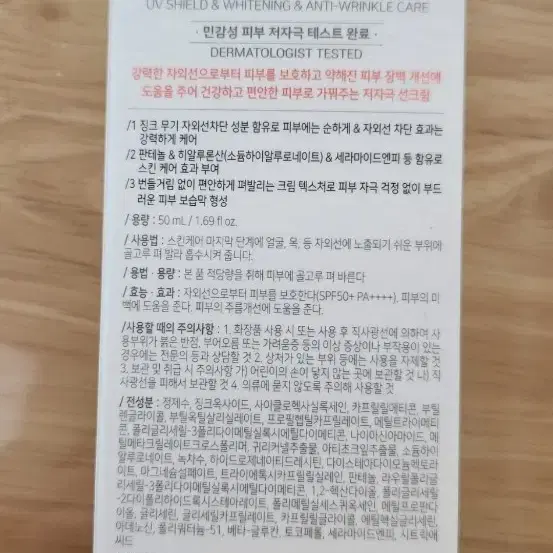 UV SHIELD & WHITENING & ANTI-WRINKLE CARE
· 민감성 피부 저자극 테스트 완료 ·
DERMATOLOGIST TESTED
강력한 자외선으로부터 피부를 보호하고 약해진 피부 장벽 개선에
도움을 주어 건강하고 편안한 피부로 가꿔주는 저자극 선크림
/1 징크 무기 자외선차단 성분 함유로 피부에는 순하게 & 자외선 차단 효과는
강력하게 케어
/2 판테놀 & 히알루론산(소듐하이알루로네이트) & 세라마이드엔피 등 함유로
스킨 케어 효과 부여
/3 번들거림 없이 편안하게 펴발리는 크림 텍스처로 피부 자극 걱정 없이 부드
러운 피부 보습막 형성
/ 용량 : 50 mL / 1.69 fl.oz.
/ 사용법 : 스킨케어 마지막 단계에 얼굴, 목, 등 자외선에 노출되기 쉬운 부위에
골고루 펴 발라 흡수시켜 줍니다.
/ 용법 · 용량 : 본 품 적당량을 취해 피부에 골고루 펴 바른다
/ 효능 · 효과 : 자외선으로부터 피부를 보호한다(SPF50+ PA++++). 피부의 미
백에 도움을 준다. 피부의 주름개선에 도움을 준다.
/사용할 때의 주의사항 : 1. 화장품 사용 시 또는 사용 후 직사광선에 의하여 사
용부위가 붉은 반점, 부어오름 또는 가려움증 등의 이상 증상이나 부작용이 있는
경우에는 전문의 등과 상담할 것 2. 상처가 있는 부위 등에는 사용을 자제할 것
3. 보관 및 취급 시 주의사항 가) 어린이의 손이 닿지 않는 곳에 보관할 것 나) 직
사광선을 피해서 보관할 것 4. 의류에 묻지 않도록 주의해 사용할 것
/ 전성분 : 정제수, 징크옥사이드, 사이클로헥사실록세인, 카프릴릴메티콘, 부틸
렌글라이콜, 부틸옥틸살리실레이트, 프로필헵틸카프릴레이트, 메틸트라이메티
콘, 폴리글리세릴-3폴리다이메틸실록시에틸다이메티콘, 나이아신아마이드, 메
틸메타크릴레이트크로스폴리머, 귀리커넬추출물, 아티초크잎추출물, 소듐하이
알루로네이트, 녹차수, 하이드로제네이티드레시틴, 다이스테아다이모늄헥토라
이트, 마그네슘설페이트, 트라이에톡시카프릴릴실레인, 판테놀, 라우릴폴리글
리세릴-3폴리다이메틸실록시에틸다이메티콘, 1,2-헥산다이올, 폴리글리세릴
-2다이폴리하이드록시스테아레이트, 폴리메틸실세스퀴옥세인, 메틸프로판다
이올, 글리세린, 글리세릴카프릴레이트, 카프릴릴글라이콜, 에틸헥실글리세린,
아데노신, 폴리쿼터늄-51, 베타-글루칸, 토코페롤, 세라마이드엔피, 시트릭애
씨드